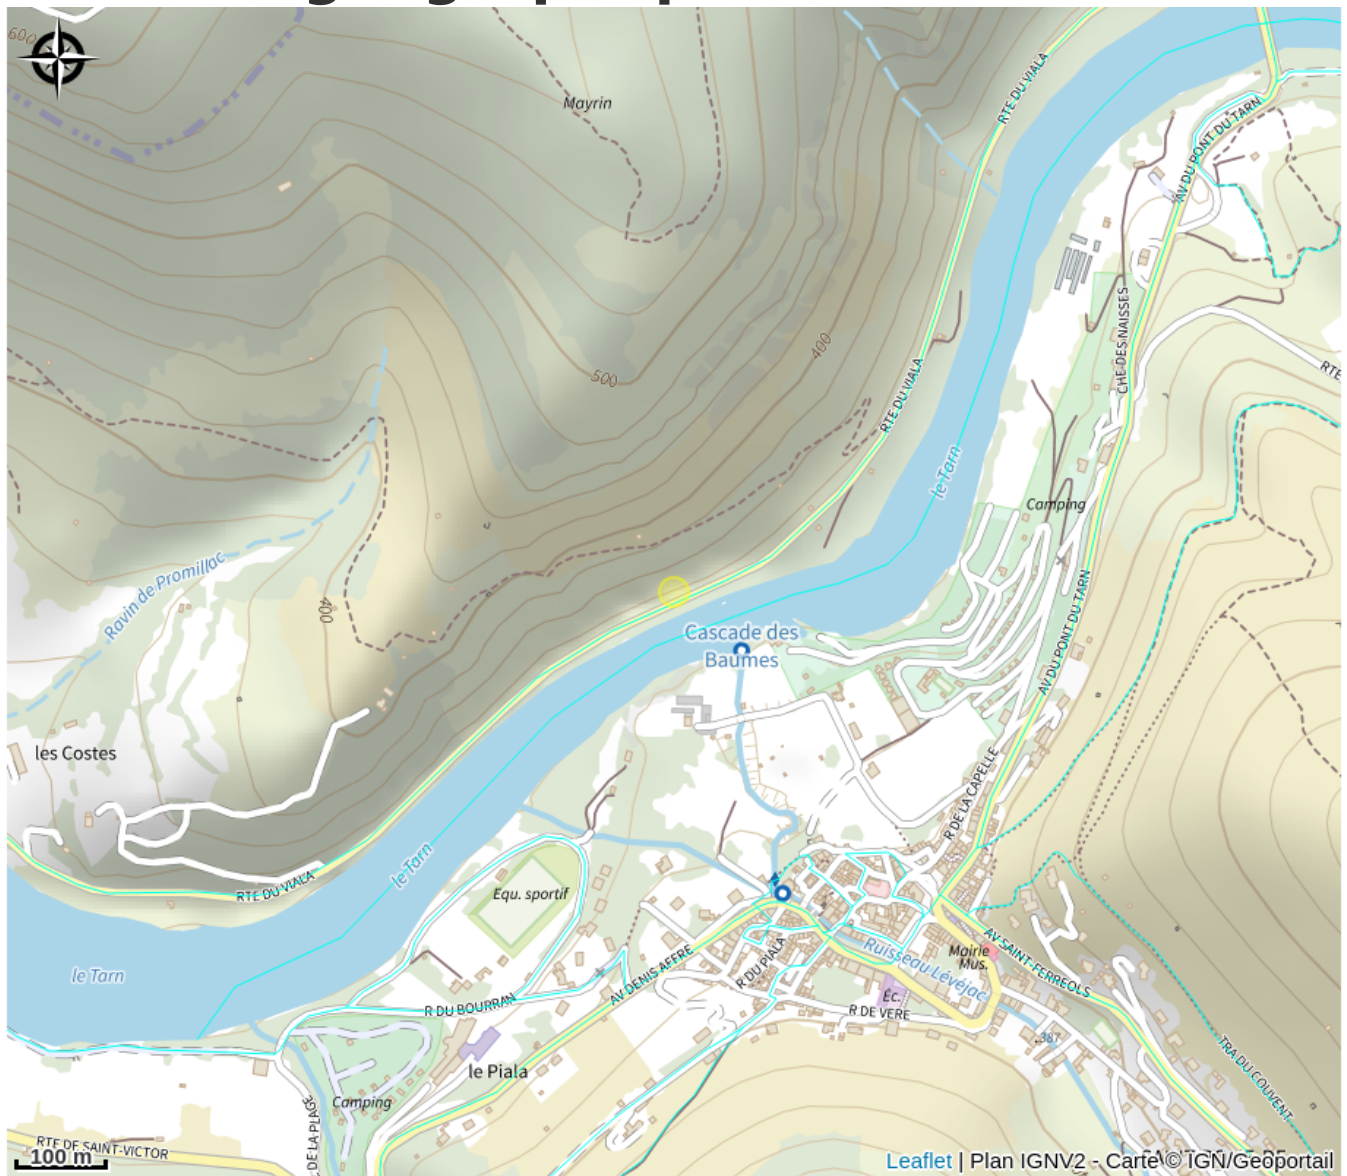 600
Mayrin
RTE DU VIALA
AV DU PONT DU TARN
CHE DES NAISSES
400
500
RTE DU VIALA
RTE
le Tarn
Camping
Ravin de Promillac
400
AV DU PONT DU TARN
Cascade des
Baumes
les Costes
R DE LA CAPELLE
le Tarn
RTE DU VIALA
Equ. sportif
Ruisseau Lévéjac
Mairie
Mus.
AV SAINT-FERREOLS
le Tarn
AV DENIS AFFRE
R DU PIALA
Éc.
R DU BOURRAN
R DE VERE
387
le Piala
TRA DU COUVENT
Camping
DE LA PLAGE
RTE DE SAINT-VICTOR
100 m
Leaflet | Plan IGNV2 - Carte © IGN/Geoportail